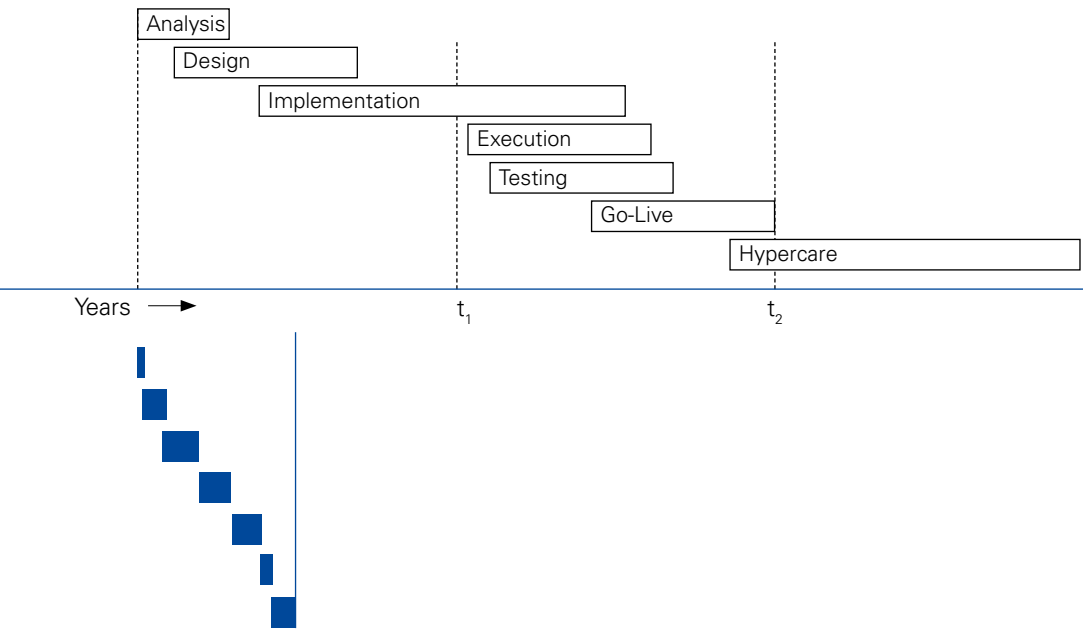 Analysis
Design
Implementation
Execution
Testing
Go-Live
Hypercare
Years t₁ t₂